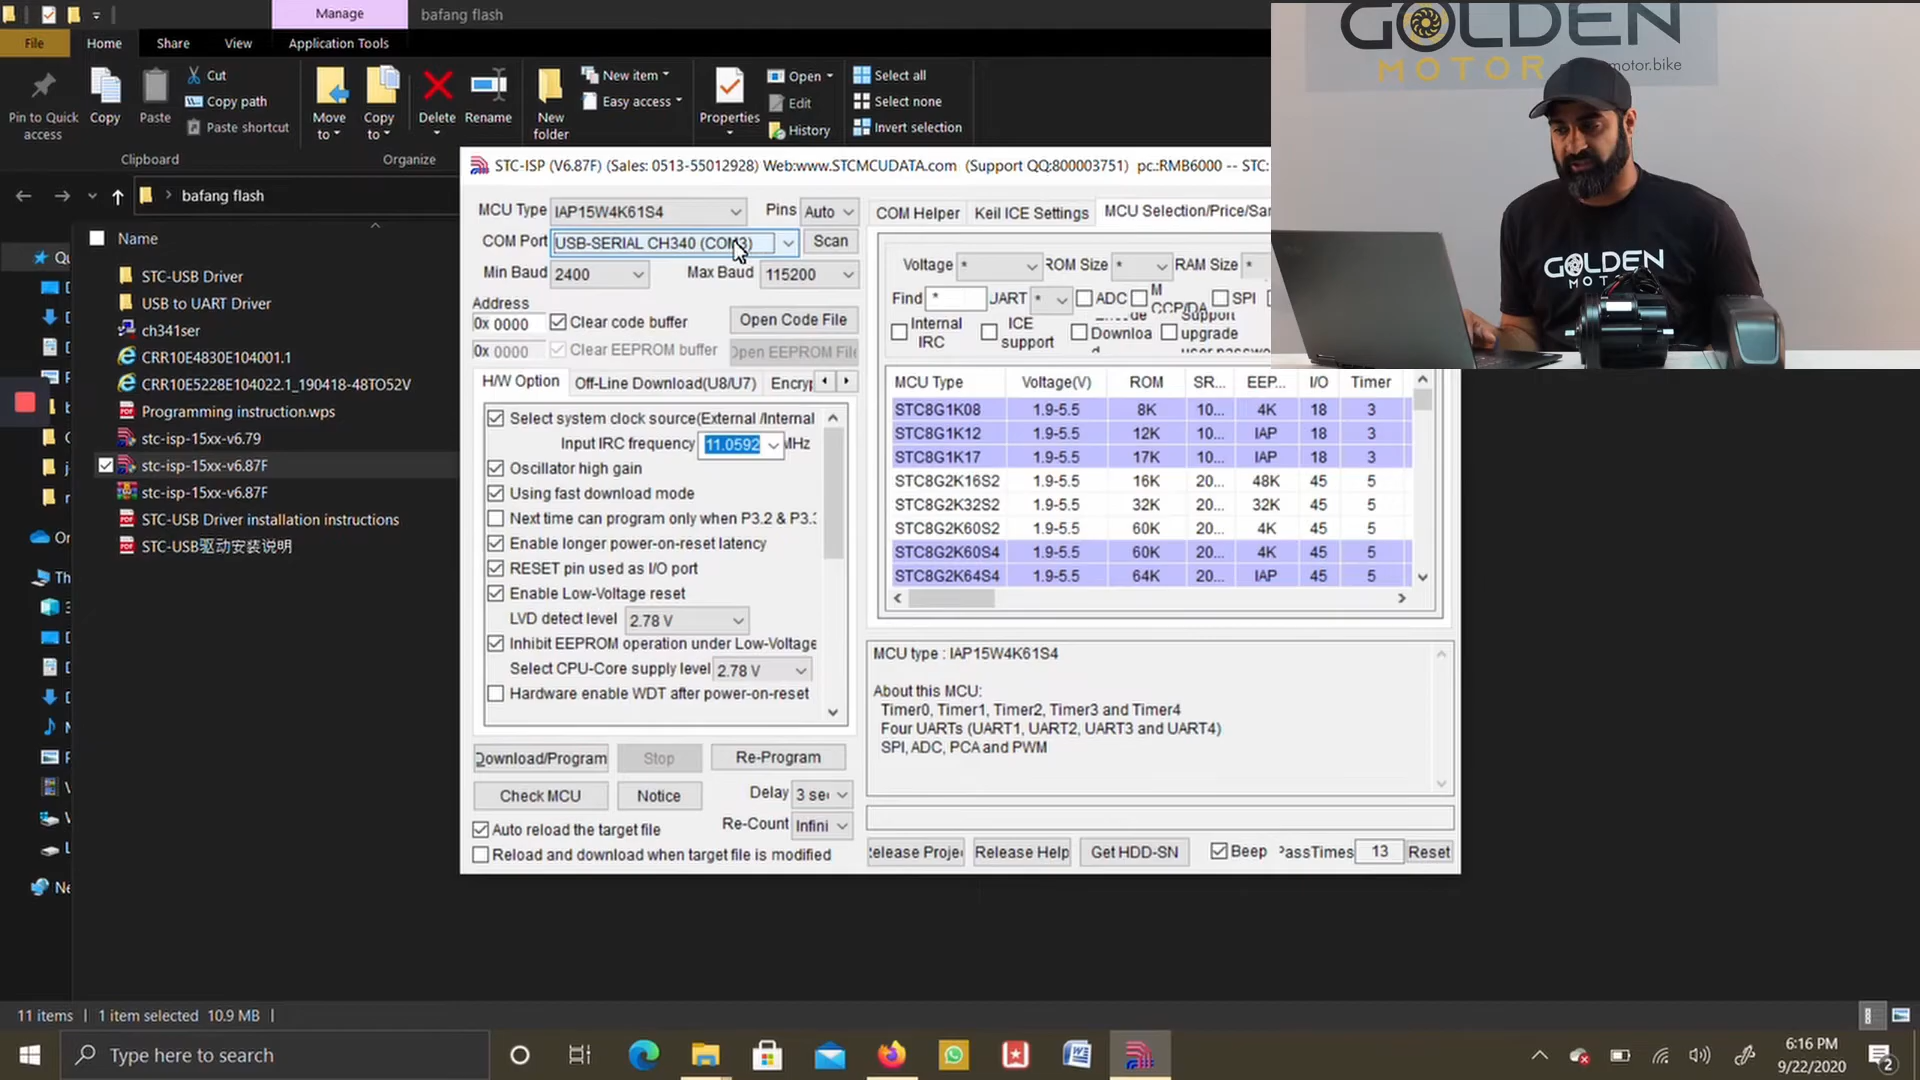 Manage
bafang flash
File
Home
Share
View
Application Tools
Pin to Quick access
Copy
Paste
Cut
Copy path
Paste shortcut
Move to
Copy to
Delete
Rename
New folder
New item
Easy access
Properties
Open
Edit
History
Select all
Select none
Invert selection
Clipboard
Organize
bafang flash
Name
STC-USB Driver
USB to UART Driver
ch341ser
CRR10E4830E104001.1
CRR10E5228E104022.1_190418-48TO52V
Programming instruction.wps
stc-isp-15xx-v6.79
stc-isp-15xx-v6.87F
stc-isp-15xx-v6.87F
STC-USB Driver installation instructions
STC-USB驱动安装说明
STC-ISP (V6.87F) (Sales: 0513-55012928) Web:www.STCMCUDATA.com (Support QQ:800003751) pc.:RMB6000 -- STC:
MCU Type IAP15W4K61S4 Pins Auto
COM Port USB-SERIAL CH340 (COM3) Scan
Min Baud 2400 Max Baud 115200
Address
0x 0000 Clear code buffer Open Code File
0x 0000 Clear EEPROM buffer Open EEPROM File
H/W Option Off-Line Download(U8/U7) Encryp
Select system clock source(External /Internal
Input IRC frequency 11.0592 MHz
Oscillator high gain
Using fast download mode
Next time can program only when P3.2 & P3.:
Enable longer power-on-reset latency
RESET pin used as I/O port
Enable Low-Voltage reset
LVD detect level 2.78 V
Inhibit EEPROM operation under Low-Voltage
Select CPU-Core supply level 2.78 V
Hardware enable WDT after power-on-reset
Download/Program Stop Re-Program
Check MCU Notice Delay 3 sec
Auto reload the target file Re-Count Infini
Reload and download when target file is modified
COM Helper Keil ICE Settings MCU Selection/Price/Sar
Voltage * ROM Size * RAM Size *
Find * UART * ADC CCP/DA SPI
Internal IRC ICE support Downloa d Support upgrade
MCU Type Voltage(V) ROM SR... EEP... I/O Timer
STC8G1K08 1.9-5.5 8K 10... 4K 18 3
STC8G1K12 1.9-5.5 12K 10... IAP 18 3
STC8G1K17 1.9-5.5 17K 10... IAP 18 3
STC8G2K16S2 1.9-5.5 16K 20... 48K 45 5
STC8G2K32S2 1.9-5.5 32K 20... 32K 45 5
STC8G2K60S2 1.9-5.5 60K 20... 4K 45 5
STC8G2K60S4 1.9-5.5 60K 20... 4K 45 5
STC8G2K64S4 1.9-5.5 64K 20... IAP 45 5
MCU type : IAP15W4K61S4
About this MCU:
Timer0, Timer1, Timer2, Timer3 and Timer4
Four UARTs (UART1, UART2, UART3 and UART4)
SPI, ADC, PCA and PWM
Release Projec Release Help Get HDD-SN Beep PassTimes 13 Reset
GOLDEN
MOTOR
motor.bike
GOLDEN
MOT
11 items 1 item selected 10.9 MB
Type here to search
6:16 PM
9/22/2020
2